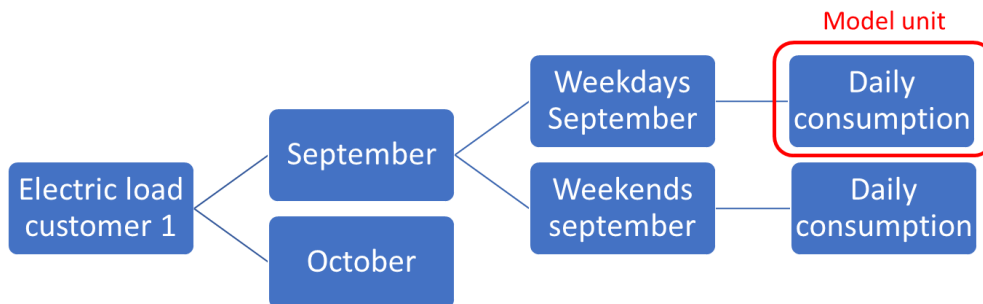 Model unit
Electric load
customer 1
September
October
Weekdays
September
Weekends
september
Daily
consumption
Daily
consumption